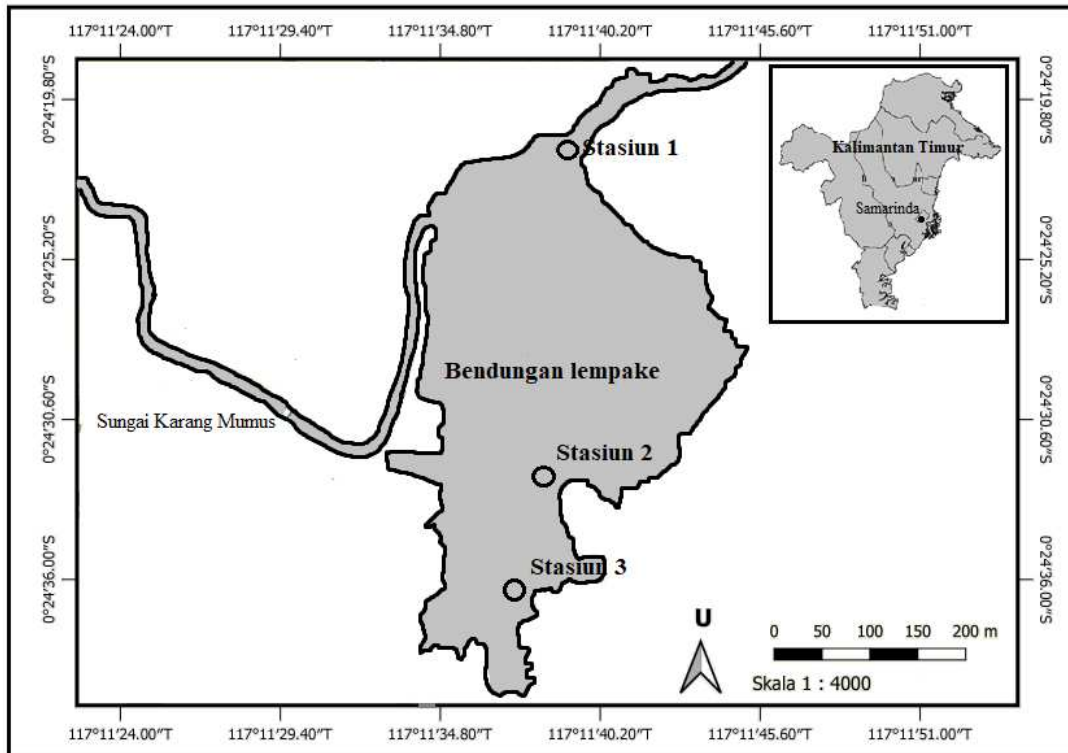 117°11'24.00"T 117°11'29.40"T 117°11'34.80"T 117°11'40.20"T 117°11'45.60"T 117°11'51.00"T
0°24'19.80"S 0°24'19.80"S
Stasiun 1
Kalimantan Timur
Samarinda
0°24'25.20"S 0°24'25.20"S
Bendungan lempake
Sungai Karang Mumus
0°24'30.60"S 0°24'30.60"S
Stasiun 2
Stasiun 3
0°24'36.00"S 0°24'36.00"S
U
0 50 100 150 200 m
Skala 1 : 4000
117°11'24.00"T 117°11'29.40"T 117°11'34.80"T 117°11'40.20"T 117°11'45.60"T 117°11'51.00"T